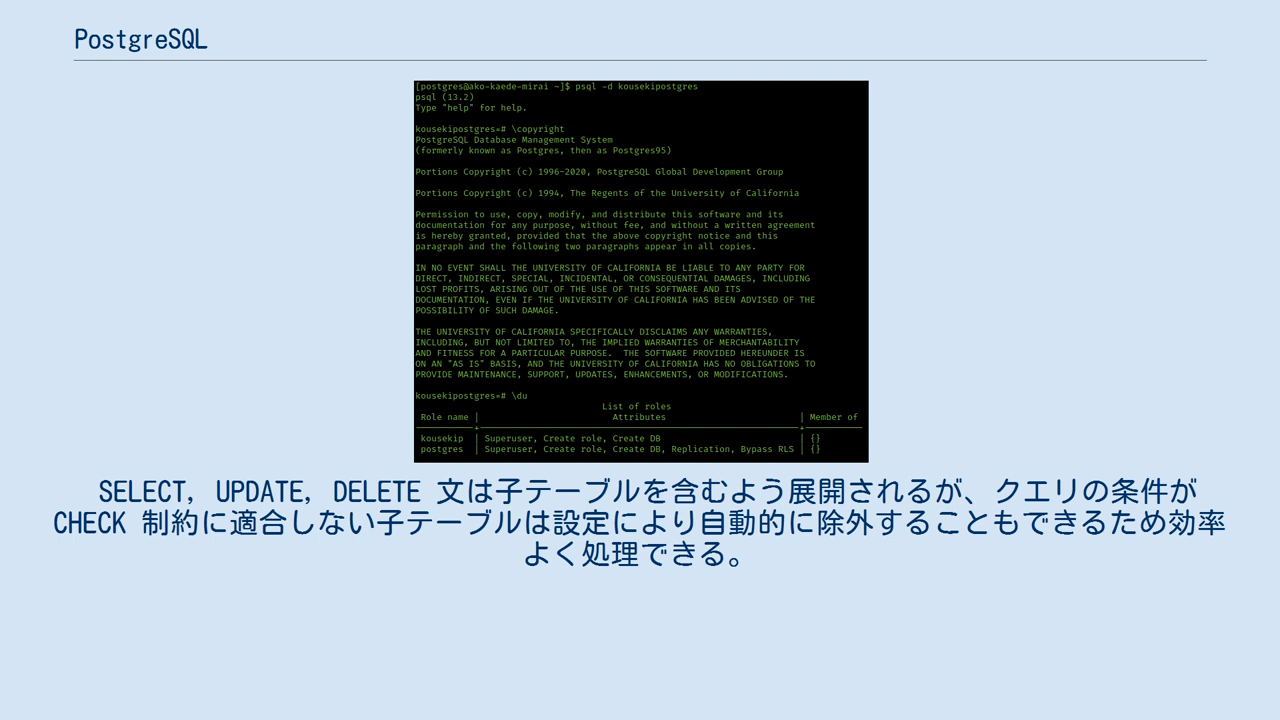 PostgreSQL
[postgres@ako-kaede-mirai ~]$ psql -d kousekipostgres
psql (13.2)
Type "help" for help.
kousekipostgres=# \copyright
PostgreSQL Database Management System
(formerly known as Postgres, then as Postgres95)
Portions Copyright (c) 1996-2020, PostgreSQL Global Development Group
Portions Copyright (c) 1994, The Regents of the University of California
Permission to use, copy, modify, and distribute this software and its
documentation for any purpose, without fee, and without a written agreement
is hereby granted, provided that the above copyright notice and this
paragraph and the following two paragraphs appear in all copies.
IN NO EVENT SHALL THE UNIVERSITY OF CALIFORNIA BE LIABLE TO ANY PARTY FOR
DIRECT, INDIRECT, SPECIAL, INCIDENTAL, OR CONSEQUENTIAL DAMAGES, INCLUDING
LOST PROFITS, ARISING OUT OF THE USE OF THIS SOFTWARE AND ITS
DOCUMENTATION, EVEN IF THE UNIVERSITY OF CALIFORNIA HAS BEEN ADVISED OF THE
POSSIBILITY OF SUCH DAMAGE.
THE UNIVERSITY OF CALIFORNIA SPECIFICALLY DISCLAIMS ANY WARRANTIES,
INCLUDING, BUT NOT LIMITED TO, THE IMPLIED WARRANTIES OF MERCHANTABILITY
AND FITNESS FOR A PARTICULAR PURPOSE.  THE SOFTWARE PROVIDED HEREUNDER IS
ON AN "AS IS" BASIS, AND THE UNIVERSITY OF CALIFORNIA HAS NO OBLIGATIONS TO
PROVIDE MAINTENANCE, SUPPORT, UPDATES, ENHANCEMENTS, OR MODIFICATIONS.
kousekipostgres=# \du
List of roles
Role name | Attributes | Member of
kousekip | Superuser, Create role, Create DB | {}
postgres | Superuser, Create role, Create DB, Replication, Bypass RLS | {}
SELECT, UPDATE, DELETE 文は子テーブルを含むよう展開されるが、クエリの条件が
CHECK 制約に適合しない子テーブルは設定により自動的に除外することもできるため効率
よく処理できる。